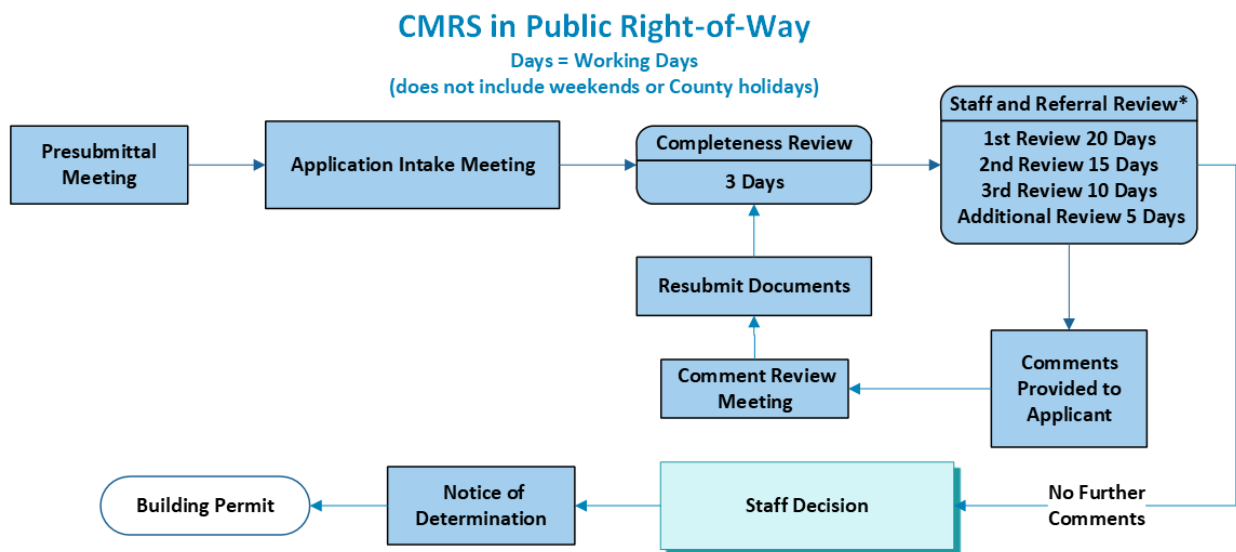 CMRS in Public Right-of-Way
Days = Working Days
(does not include weekends or County holidays)
Presubmittal
Meeting
Application Intake Meeting
Completeness Review
3 Days
Staff and Referral Review*
1st Review 20 Days
2nd Review 15 Days
3rd Review 10 Days
Additional Review 5 Days
Resubmit Documents
Comment Review
Meeting
Comments
Provided to
Applicant
Building Permit
Notice of
Determination
Staff Decision
No Further
Comments